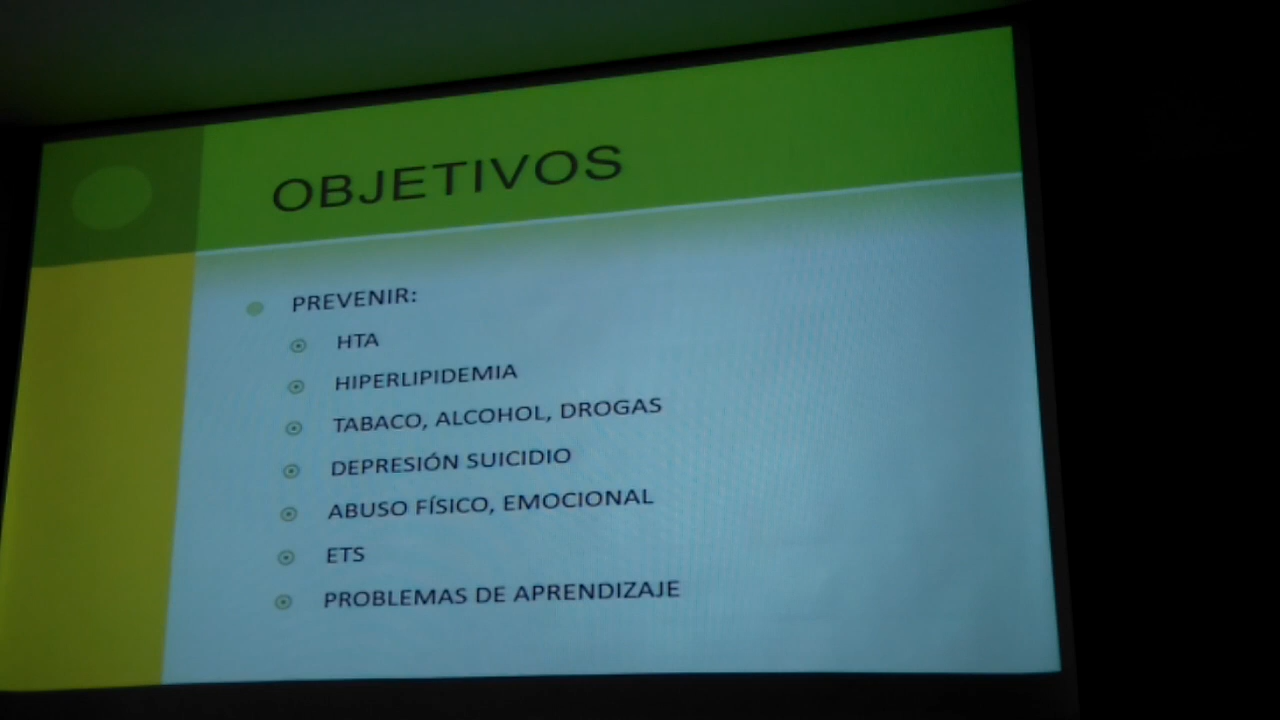 OBJETIVOS
PREVENIR:
HTA
HIPERLIPIDEMIA
TABACO, ALCOHOL, DROGAS
DEPRESIÓN SUICIDIO
ABUSO FÍSICO, EMOCIONAL
ETS
PROBLEMAS DE APRENDIZAJE